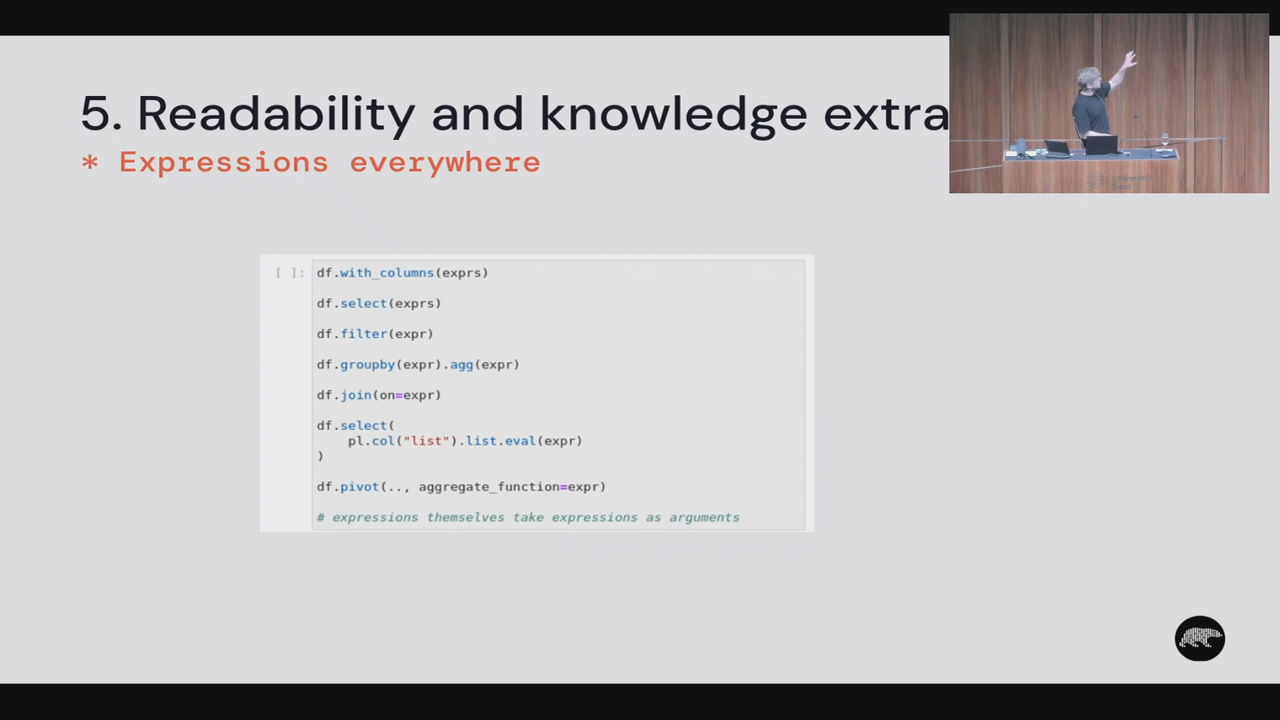 5. Readability and knowledge extra
* Expressions everywhere
[ ]:
df.with_columns(exprs)
df.select(exprs)
df.filter(expr)
df.groupby(expr).agg(expr)
df.join(on=expr)
df.select(
    pl.col("list").list.eval(expr)
)
df.pivot(.., aggregate_function=expr)
# expressions themselves take expressions as arguments